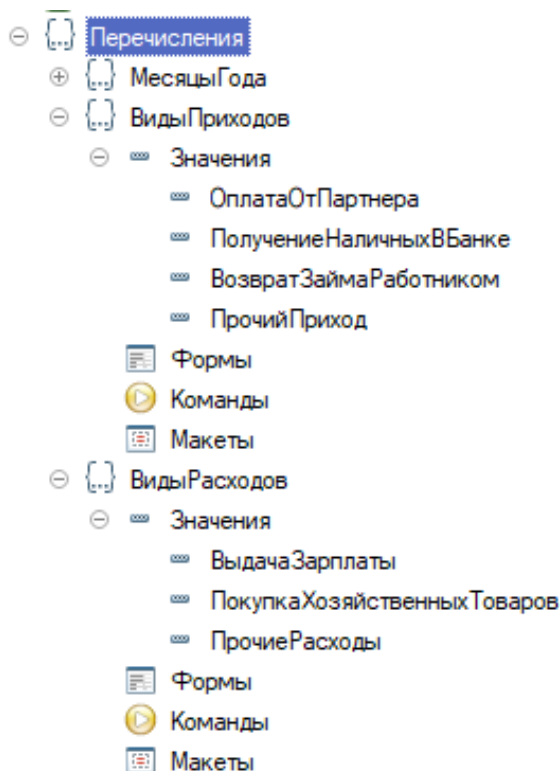 Перечисления
МесяцыГода
ВидыПриходов
Значения
ОплатаОтПартнера
ПолучениеНаличныхВБанке
ВозвратЗаймаРаботником
ПрочийПриход
Формы
Команды
Макеты
ВидыРасходов
Значения
ВыдачаЗарплаты
ПокупкаХозяйственныхТоваров
ПрочиеРасходы
Формы
Команды
Макеты